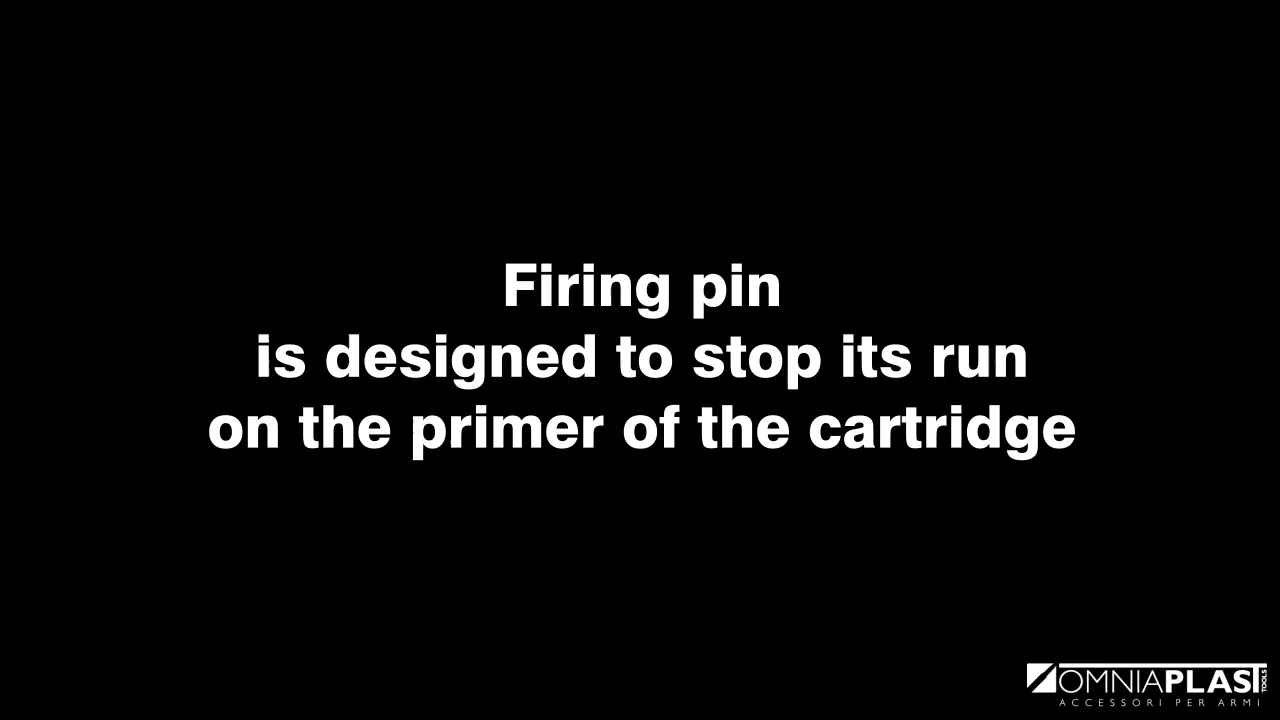 Firing pin
is designed to stop its run
on the primer of the cartridge
OMNIAPLAST
TOOLS
ACCESSORI PER ARMI